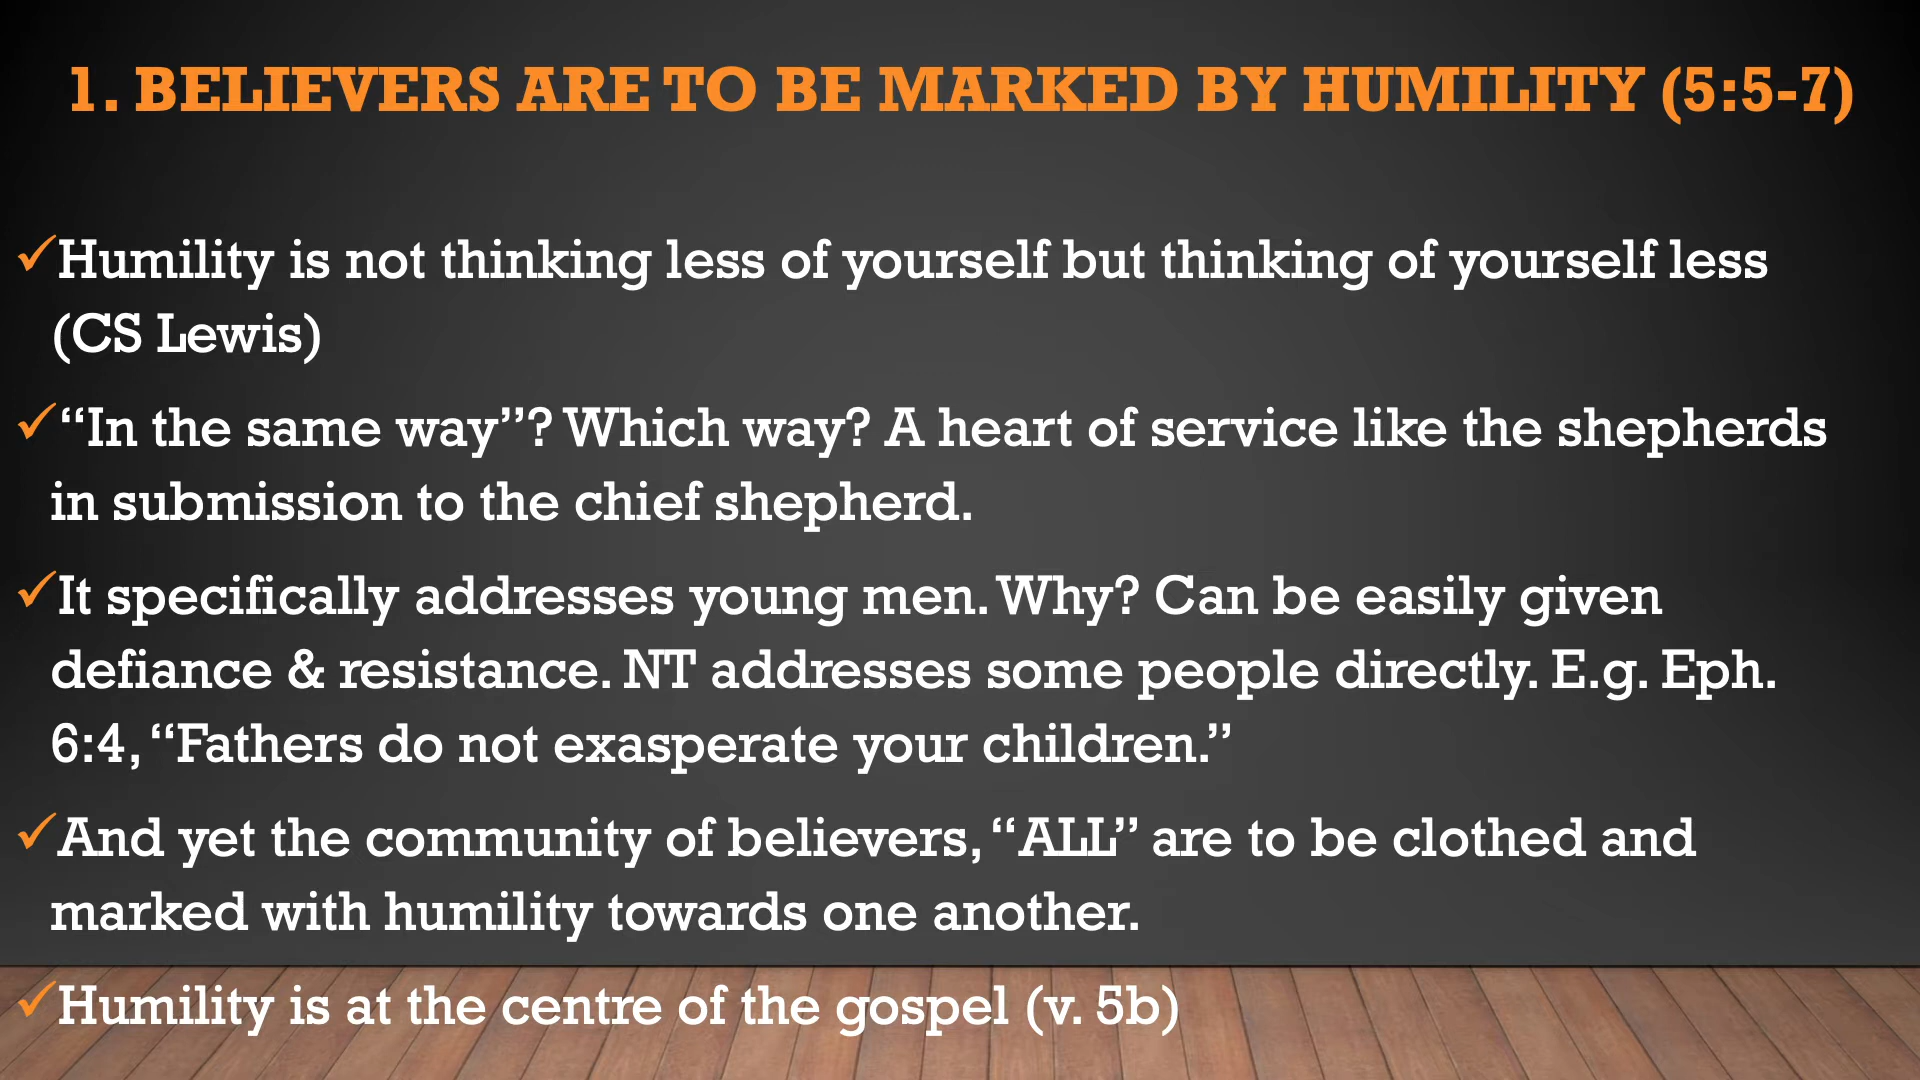 1. BELIEVERS ARE TO BE MARKED BY HUMILITY (5:5-7)
✓Humility is not thinking less of yourself but thinking of yourself less
(CS Lewis)
✓“In the same way”? Which way? A heart of service like the shepherds
in submission to the chief shepherd.
✓It specifically addresses young men. Why? Can be easily given
defiance & resistance. NT addresses some people directly. E.g. Eph.
6:4, “Fathers do not exasperate your children.”
✓And yet the community of believers, “ALL” are to be clothed and
marked with humility towards one another.
✓Humility is at the centre of the gospel (v. 5b)